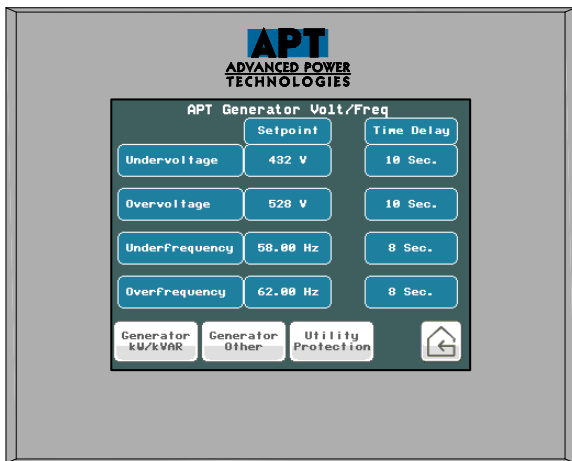 APT
ADVANCED POWER
TECHNOLOGIES
APT Generator Volt/Freq
Setpoint Time Delay
Undervoltage 432 V 10 Sec.
Overvoltage 528 V 10 Sec.
Underfrequency 58.00 Hz 8 Sec.
Overfrequency 62.00 Hz 8 Sec.
Generator Generator Utility
kW/kVAR Other Protection